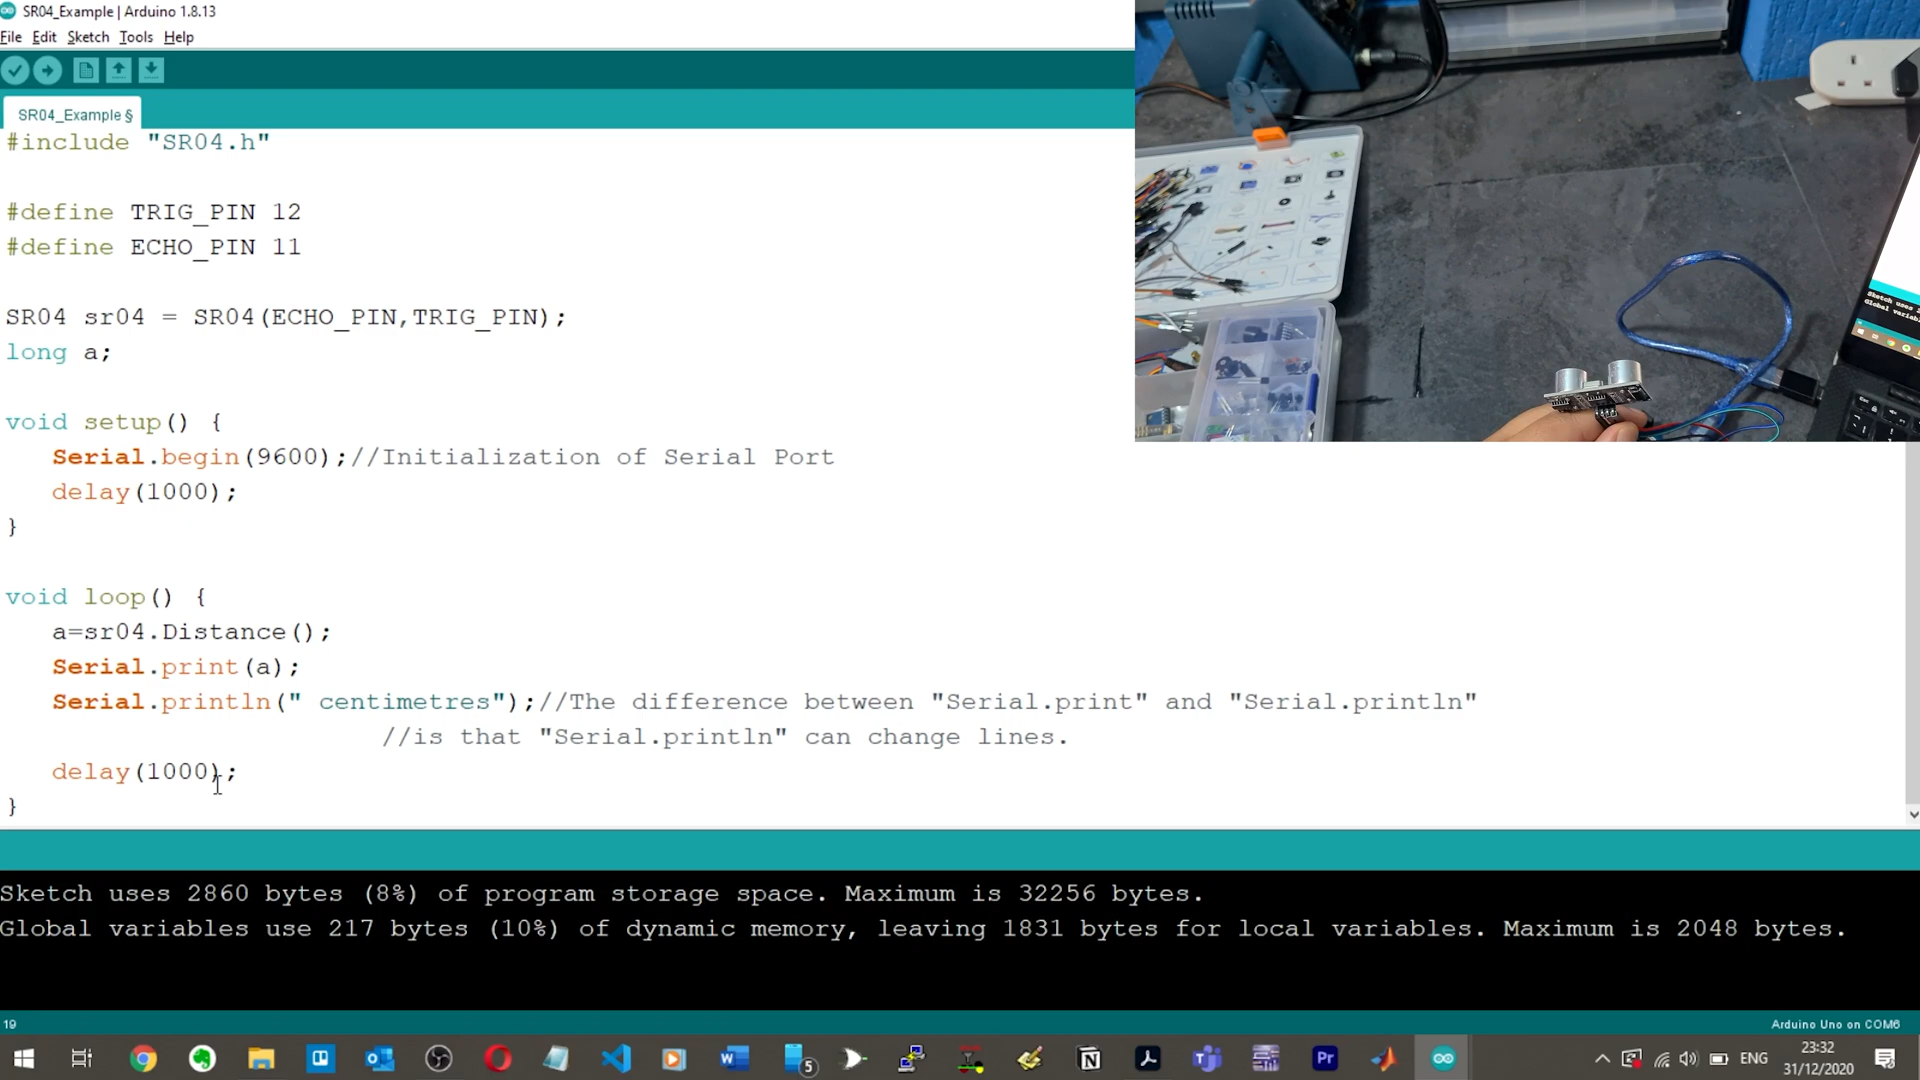 SR04_Example | Arduino 1.8.13
File Edit Sketch Tools Help
SR04_Example §
#include "SR04.h"
#define TRIG_PIN 12
#define ECHO_PIN 11
SR04 sr04 = SR04(ECHO_PIN,TRIG_PIN);
long a;
void setup() {
Serial.begin(9600);//Initialization of Serial Port
delay(1000);
}
void loop() {
a=sr04.Distance();
Serial.print(a);
Serial.println(" centimetres");//The difference between "Serial.print" and "Serial.println"
//is that "Serial.println" can change lines.
delay(1000);
}
Sketch uses 2860 bytes (8%) of program storage space. Maximum is 32256 bytes.
Global variables use 217 bytes (10%) of dynamic memory, leaving 1831 bytes for local variables. Maximum is 2048 bytes.
19
Arduino Uno on COM6
5
ENG
23:32
31/12/2020
Sketch uses
Global variab